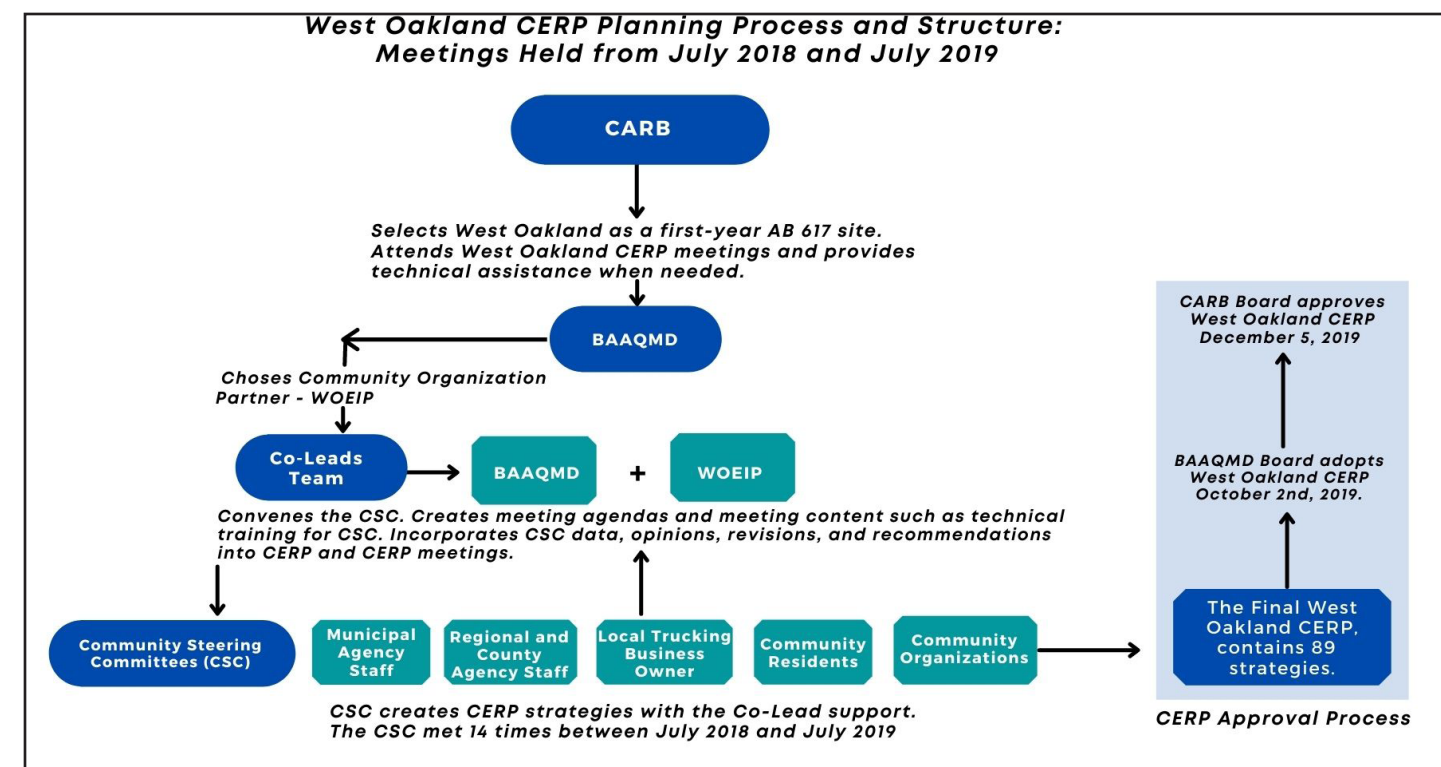 West Oakland CERP Planning Process and Structure:
Meetings Held from July 2018 and July 2019
CARB
Selects West Oakland as a first-year AB 617 site.
Attends West Oakland CERP meetings and provides
technical assistance when needed.
BAAQMD
Choses Community Organization
Partner - WOEIP
Co-Leads
Team
BAAQMD
+
WOEIP
Convenes the CSC. Creates meeting agendas and meeting content such as technical
training for CSC. Incorporates CSC data, opinions, revisions, and recommendations
into CERP and CERP meetings.
Community Steering
Committees (CSC)
Municipal
Agency
Staff
Regional and
County
Agency Staff
Local Trucking
Business
Owner
Community
Residents
Community
Organizations
CSC creates CERP strategies with the Co-Lead support.
The CSC met 14 times between July 2018 and July 2019
CARB Board approves
West Oakland CERP
December 5, 2019
BAAQMD Board adopts
West Oakland CERP
October 2nd, 2019.
The Final West
Oakland CERP,
contains 89
strategies.
CERP Approval Process